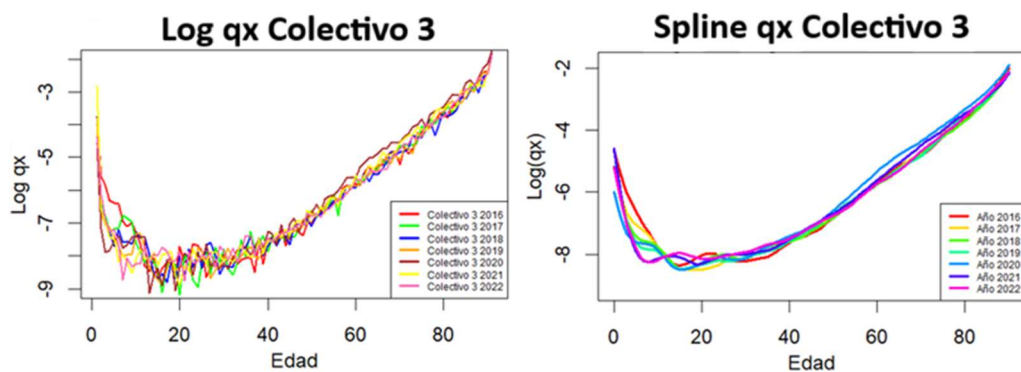 Log qx Colectivo 3
Log qx
-3
-5
-7
-9
0
20
40
60
80
Edad
Colectivo 3 2016
Colectivo 3 2017
Colectivo 3 2018
Colectivo 3 2019
Colectivo 3 2020
Colectivo 3 2021
Colectivo 3 2022
Spline qx Colectivo 3
Log(qx)
-2
-4
-6
-8
0
20
40
60
80
Edad
Año 2016
Año 2017
Año 2018
Año 2019
Año 2020
Año 2021
Año 2022